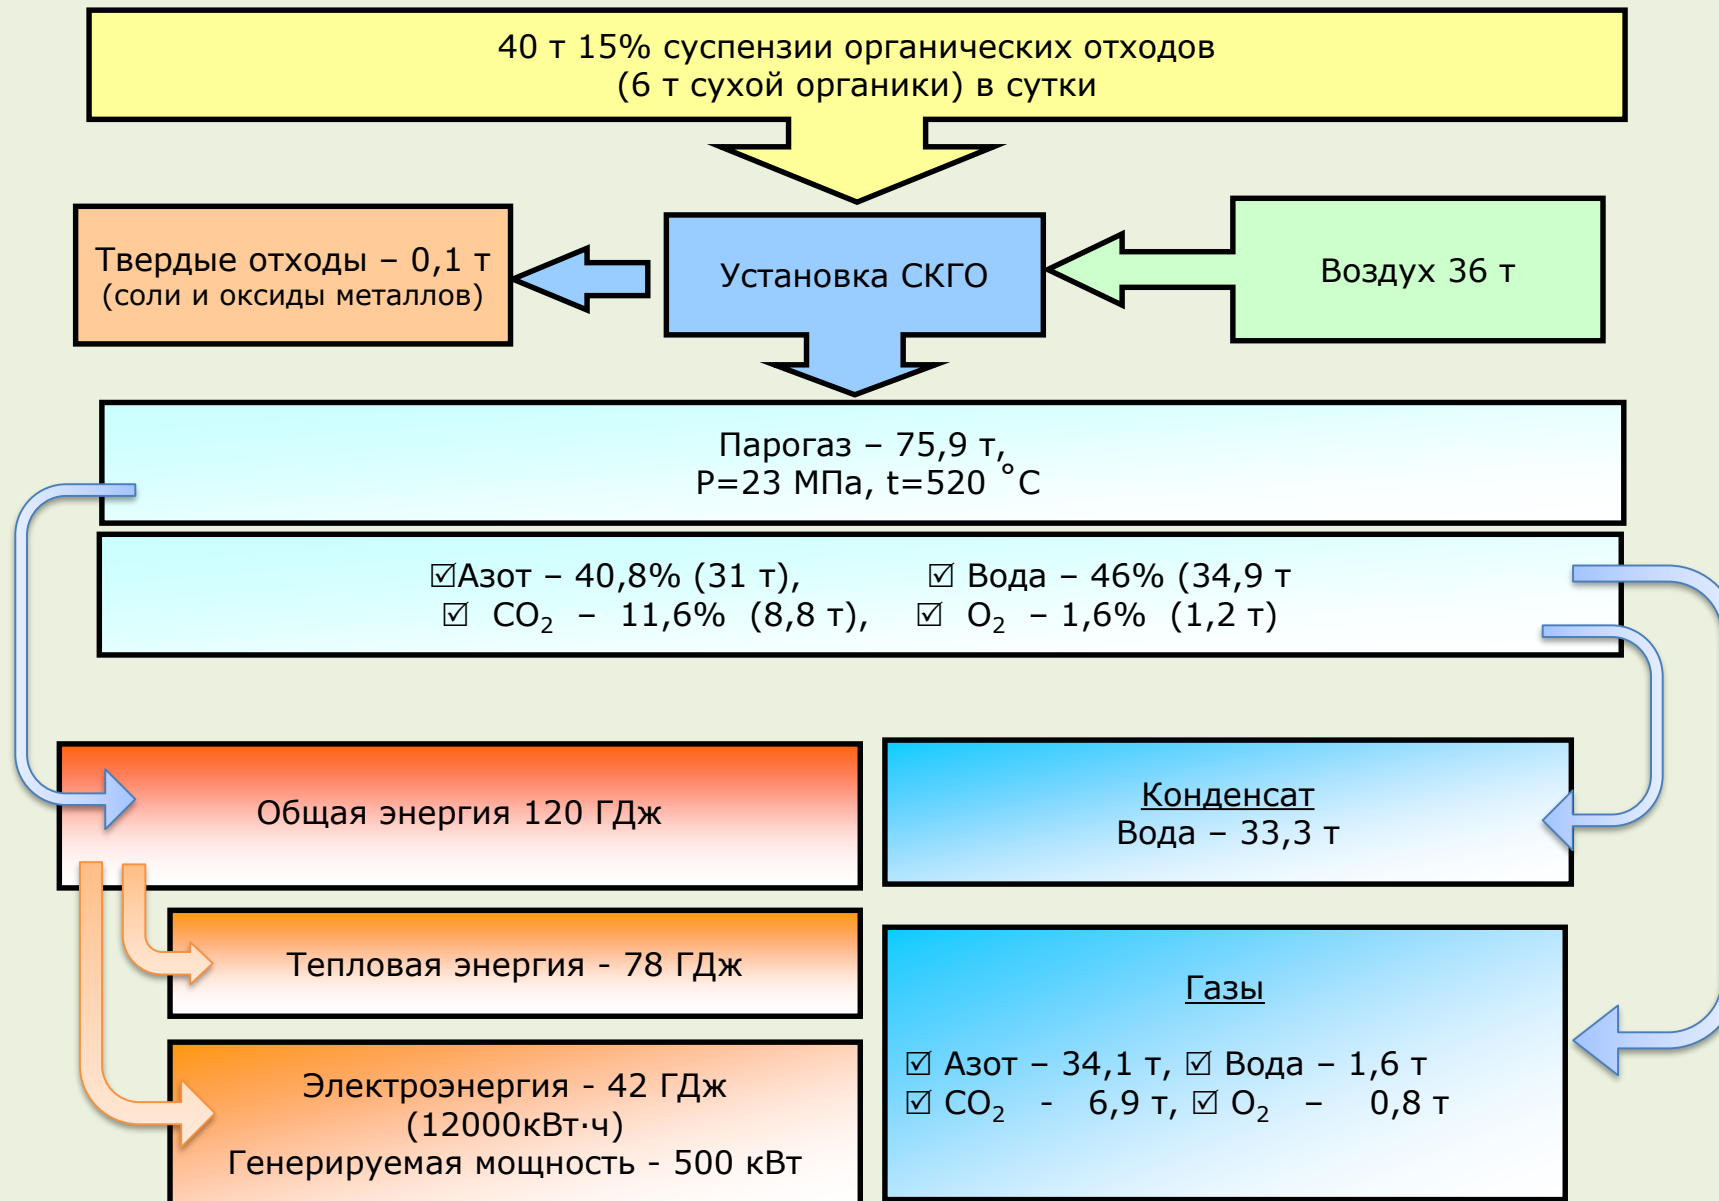 40 т 15% суспензии органических отходов
(6 т сухой органики) в сутки
Твердые отходы – 0,1 т
(соли и оксиды металлов)
Установка СКГО
Воздух 36 т
Парогаз – 75,9 т,
P=23 МПа, t=520 ˚C
☑Азот – 40,8% (31 т), ☑ Вода – 46% (34,9 т
☑ CO₂ – 11,6% (8,8 т), ☑ O₂ – 1,6% (1,2 т)
Общая энергия 120 ГДж
Конденсат
Вода – 33,3 т
Тепловая энергия - 78 ГДж
Электроэнергия - 42 ГДж
(12000кВт·ч)
Генерируемая мощность - 500 кВт
Газы
☑ Азот – 34,1 т, ☑ Вода – 1,6 т
☑ CO₂ - 6,9 т, ☑ O₂ – 0,8 т